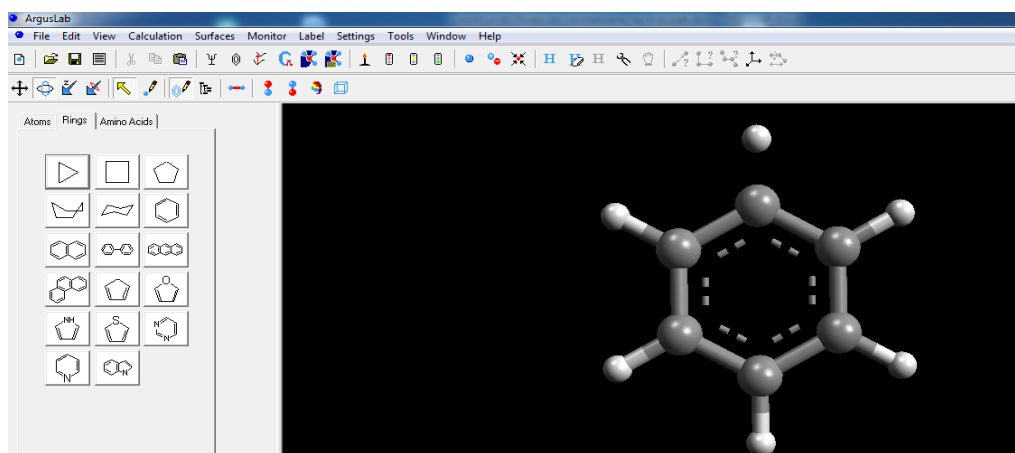 ArgusLab
File Edit View Calculation Surfaces Monitor Label Settings Tools Window Help
H H H
Atoms Rings Amino Acids
O
NH S N N
N N